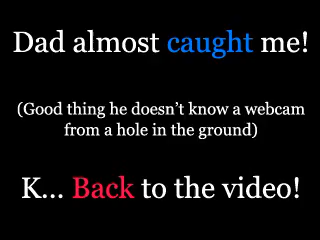 Dad almost caught me!
(Good thing he doesn’t know a webcam
from a hole in the ground)
K... Back to the video!